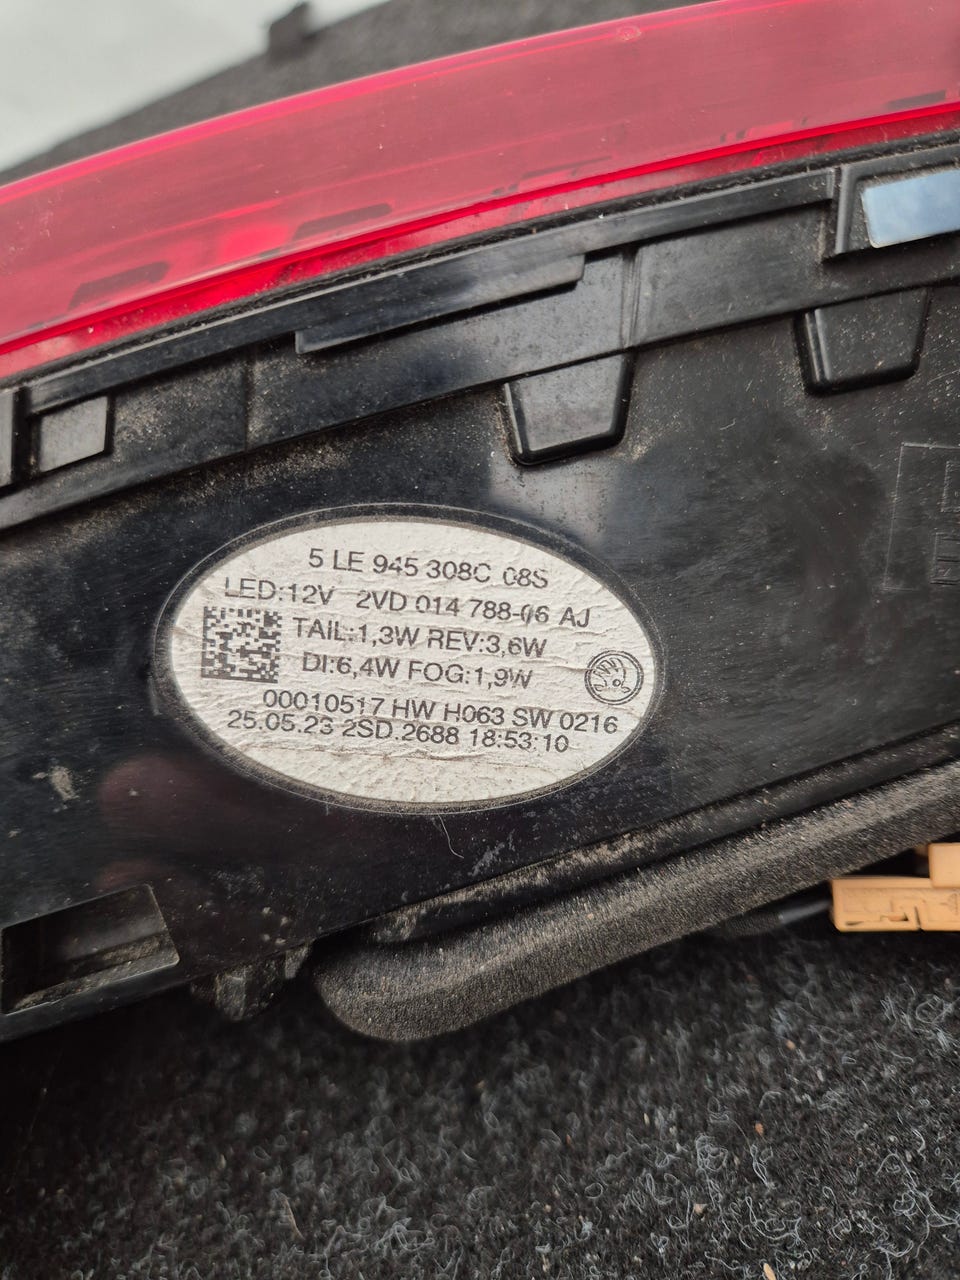 5 LE 945 308C 08S
LED:12V 2VD 014 788-06 AJ
TAIL:1,3W REV:3,6W
DI:6,4W FOG:1,9W
00010517 HW H063 SW 0216
25.05.23 2SD.2688 18:53:10